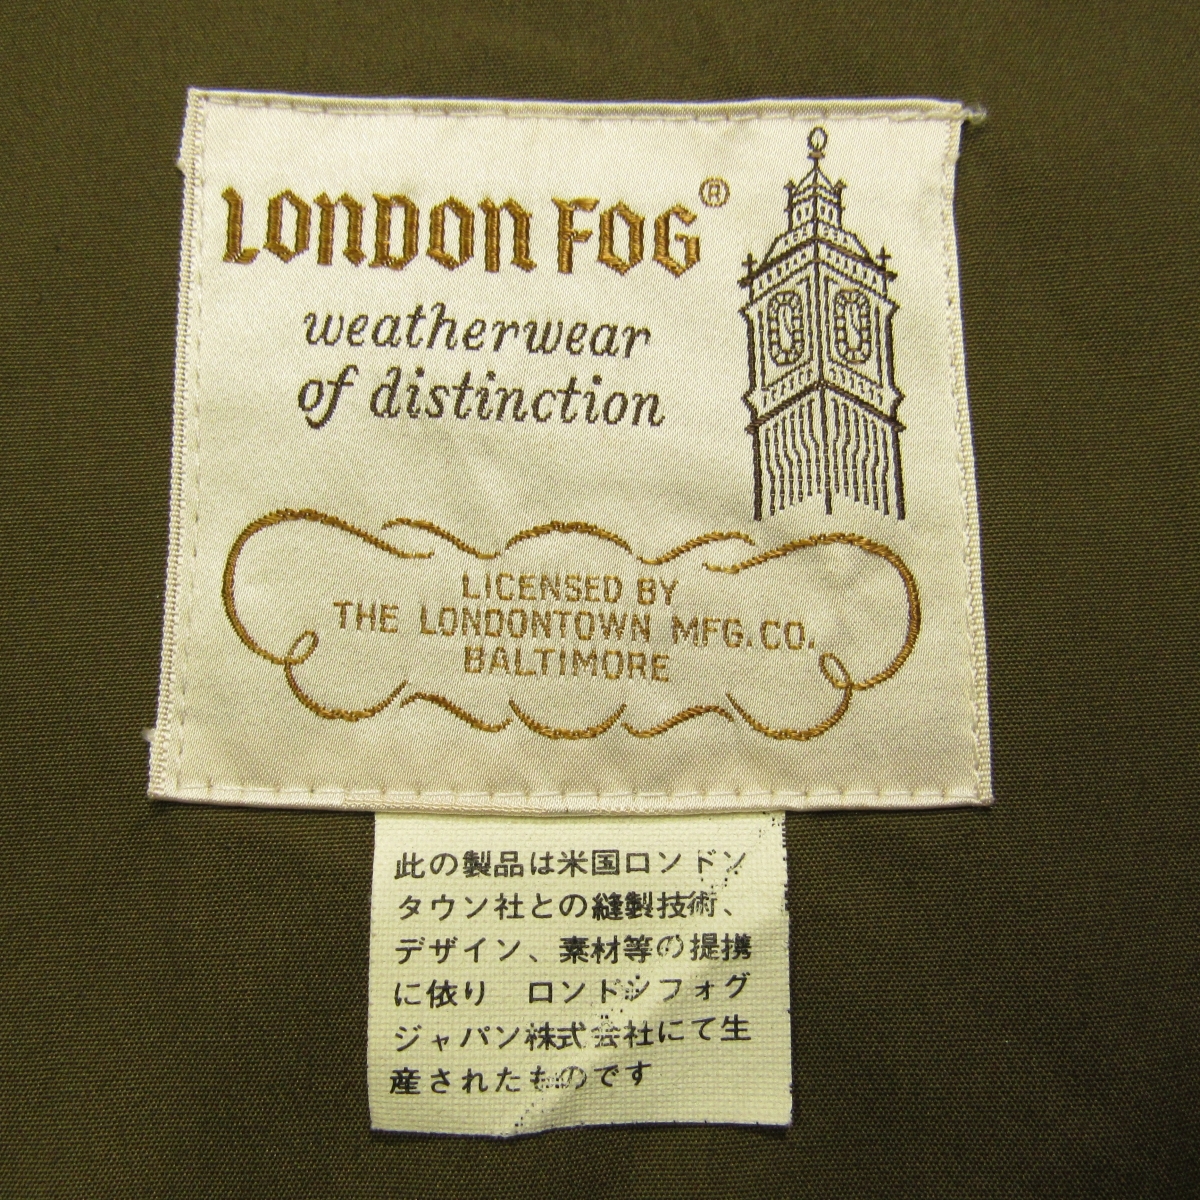 LONDON FOG®
weatherwear
of distinction
LICENSED BY
THE LONDONTOWN MFG.CO.
BALTIMORE
此の製品は米国ロンドン
タウン社との縫製技術、
デザイン、素材等の提携
に依り　ロンドンフォグ
ジャパン株式会社にて生
産されたものです